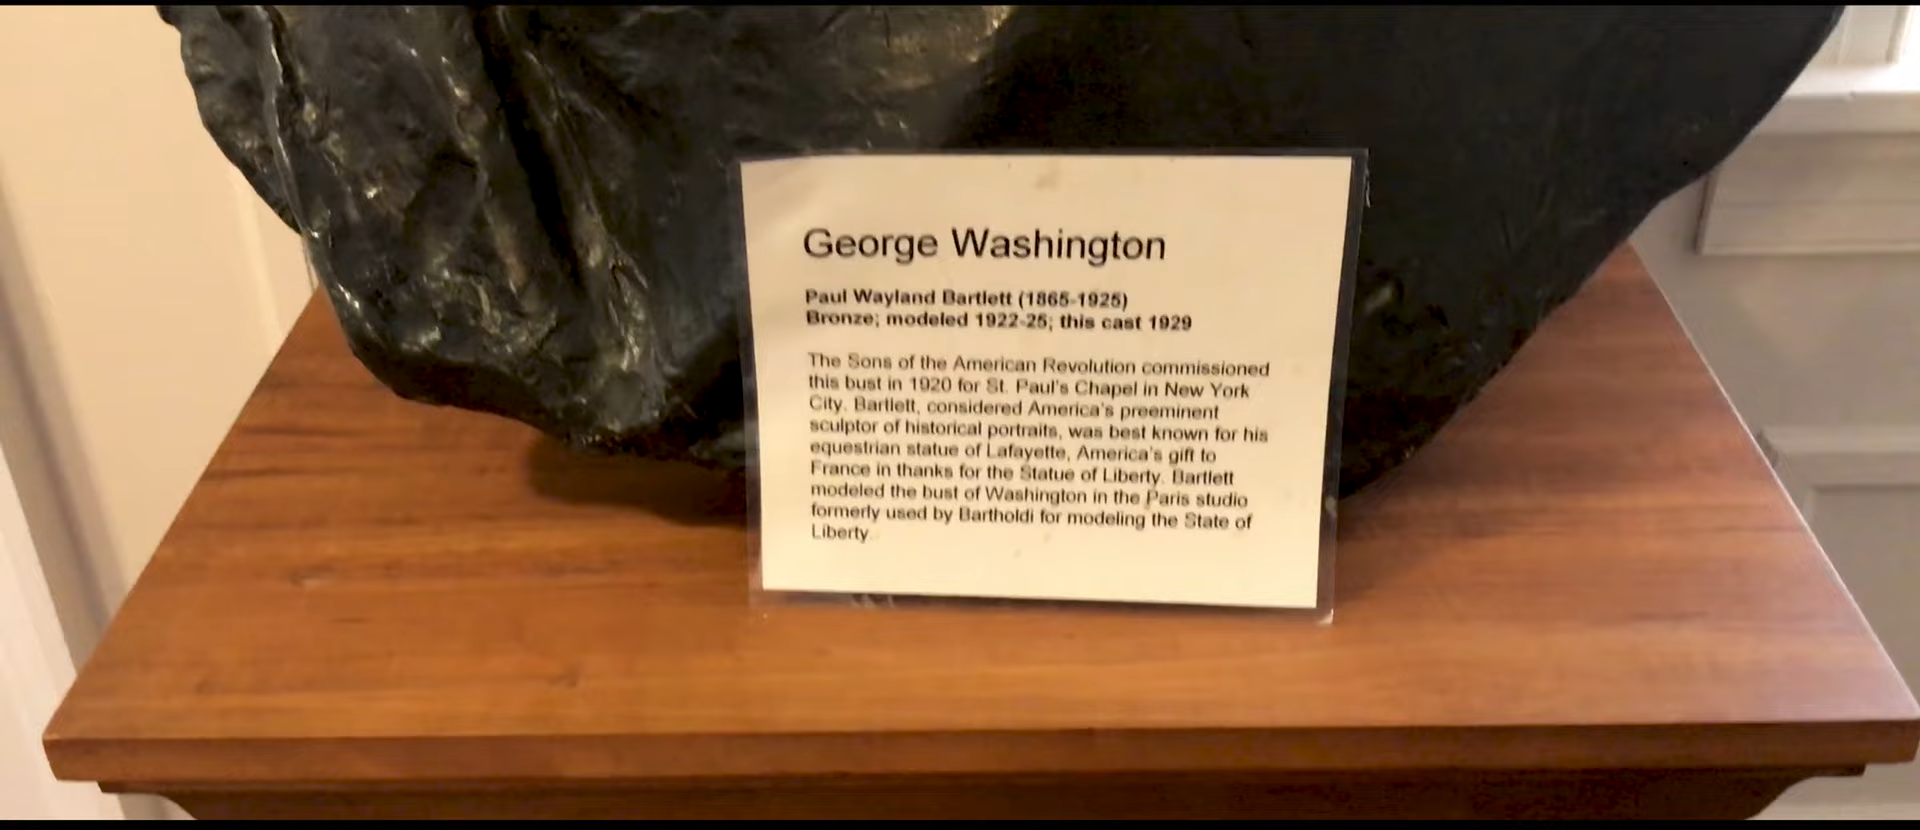 George Washington
Paul Wayland Bartlett (1865-1925)
Bronze; modeled 1922-25; this cast 1929
The Sons of the American Revolution commissioned
this bust in 1920 for St. Paul's Chapel in New York
City. Bartlett, considered America's preeminent
sculptor of historical portraits, was best known for his
equestrian statue of Lafayette, America's gift to
France in thanks for the Statue of Liberty. Bartlett
modeled the bust of Washington in the Paris studio
formerly used by Bartholdi for modeling the State of
Liberty.